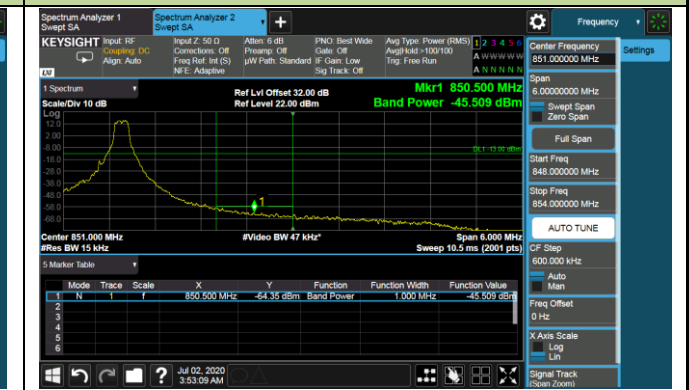 Spectrum Analyzer 1
Swept SA
Spectrum Analyzer 2
Swept SA
Frequency
KEYSIGHT
Input: RF
Coupling: DC
Align: Auto
Input Z: 50 Ω
Corrections: Off
Freq Ref: Int (S)
NFE: Adaptive
Atten: 6 dB
Preamp: Off
µW Path: Standard
PNO: Best Wide
Gate: Off
IF Gain: Low
Sig Track: Off
Avg Type: Power (RMS)
Avg|Hold >100/100
Trig: Free Run
1 2 3 4 5 6
A W W W W W
A N N N N N
LXI
Center Frequency
851.000000 MHz
Settings
Span
6.00000000 MHz
Swept Span
Zero Span
Full Span
Start Freq
848.000000 MHz
Stop Freq
854.000000 MHz
AUTO TUNE
CF Step
600.000 kHz
Auto
Man
Freq Offset
0 Hz
X Axis Scale
Log
Lin
Signal Track
(Span Zoom)
1 Spectrum
Scale/Div 10 dB
Ref Lvl Offset 32.00 dB
Ref Level 22.00 dBm
Mkr1 850.500 MHz
Band Power -45.509 dBm
Log
12.0
2.00
-8.00
-18.0
-28.0
-38.0
-48.0
-58.0
-68.0
DL1 -13.00 dBm
1
Center 851.000 MHz
#Res BW 15 kHz
#Video BW 47 kHz*
Span 6.000 MHz
Sweep 10.5 ms (2001 pts)
5 Marker Table
Mode Trace Scale X Y Function Function Width Function Value
1 N 1 f 850.500 MHz -64.35 dBm Band Power 1.000 MHz -45.509 dBm
2
3
4
5
6
?
Jul 02, 2020
3:53:09 AM